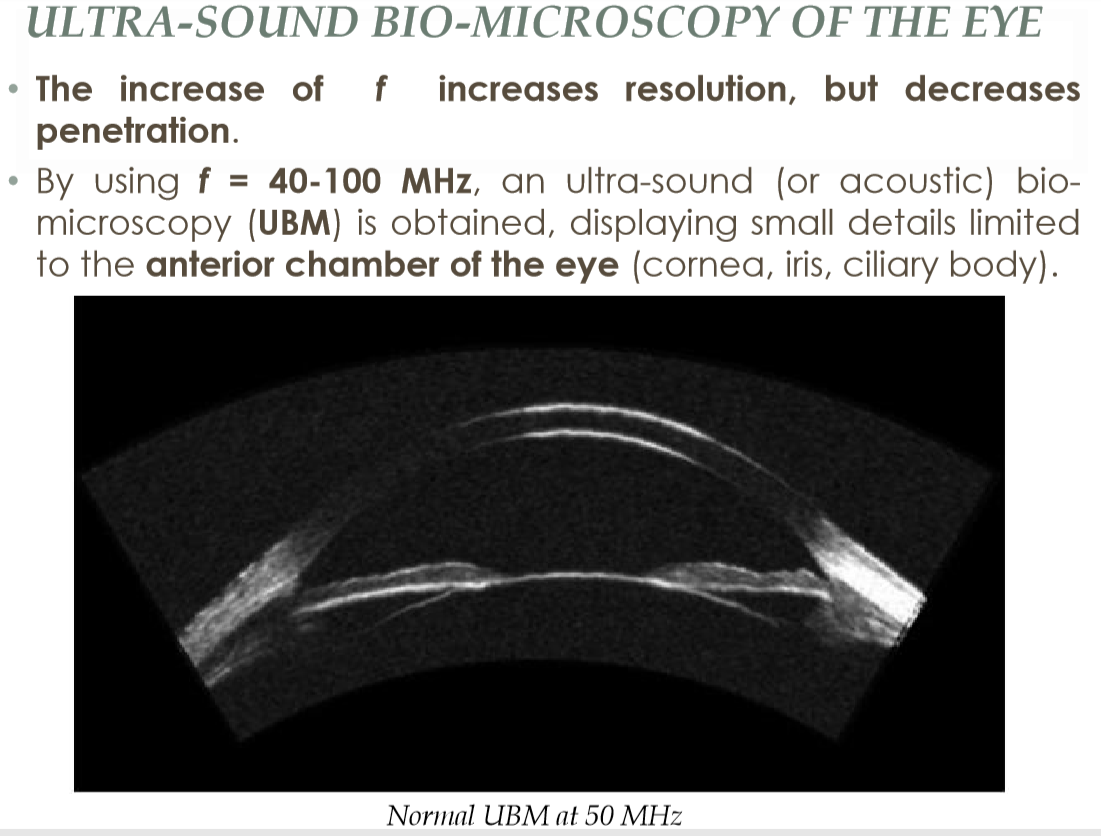 ULTRA-SOUND BIO-MICROSCOPY OF THE EYE
• The increase of f increases resolution, but decreases
penetration.
• By using f = 40-100 MHz, an ultra-sound (or acoustic) bio-
microscopy (UBM) is obtained, displaying small details limited
to the anterior chamber of the eye (cornea, iris, ciliary body).
Normal UBM at 50 MHz